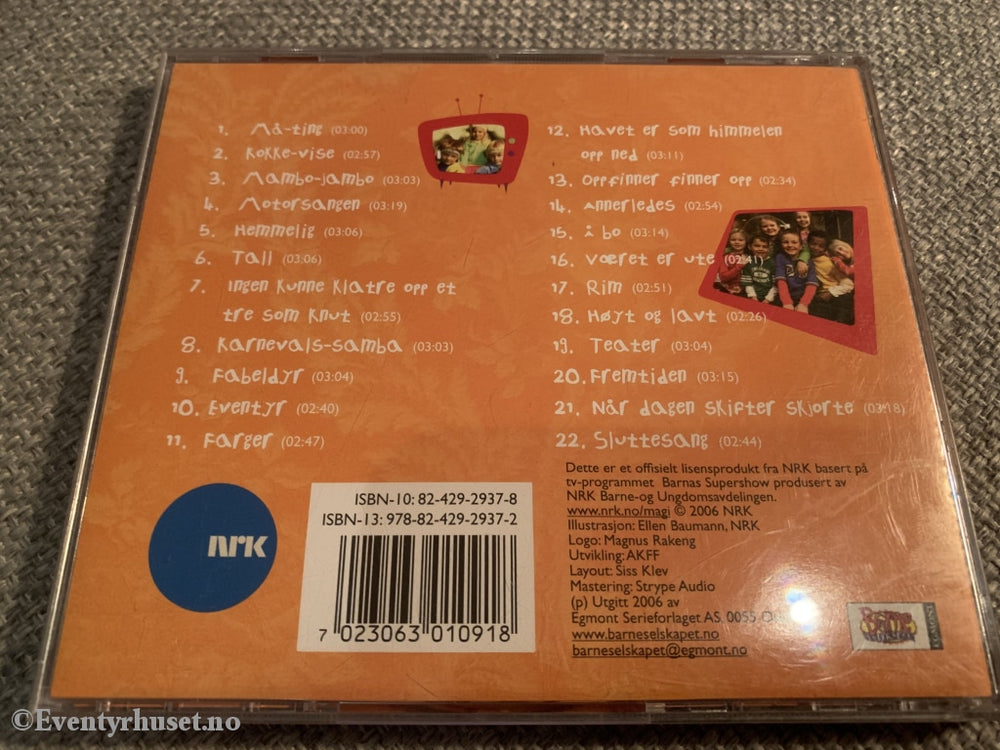 1. Må-ting (03:00)
2. Kokke-vise (02:57)
3. Mambo-jambo (03:03)
4. Motorsangen (03:19)
5. Hemmelig (03:06)
6. Tall (03:06)
7. Ingen kunne klatre opp et
tre som Knut (02:55)
8. Karnevals-samba (03:03)
9. Fabeldyr (03:04)
10. Eventyr (02:40)
11. Farger (02:47)
12. Havet er som himmelen
opp ned (03:11)
13. Oppfinner finner opp (02:34)
14. Annerledes (02:54)
15. Å bo (03:14)
16. Været er ute (02:41)
17. Rim (02:51)
18. Høyt og lavt (02:26)
19. Teater (03:04)
20. Fremtiden (03:15)
21. Når dagen skifter skjorte (03:18)
22. Sluttesang (02:44)
nrk
ISBN-10: 82-429-2937-8
ISBN-13: 978-82-429-2937-2
7 023063 010918
Dette er et offisielt lisensprodukt fra NRK basert på
tv-programmet Barnas Supershow produsert av
NRK Barne-og Ungdomsavdelingen.
www.nrk.no/magi © 2006 NRK
Illustrasjon: Ellen Baumann, NRK
Logo: Magnus Rakeng
Utvikling: AKFF
Layout: Siss Klev
Mastering: Strype Audio
(p) Utgitt 2006 av
Egmont Serieforlaget AS. 0055
www.barneselskapet.no
barneselskapet@egmont.no
EGMONT
©Eventyrhuset.no